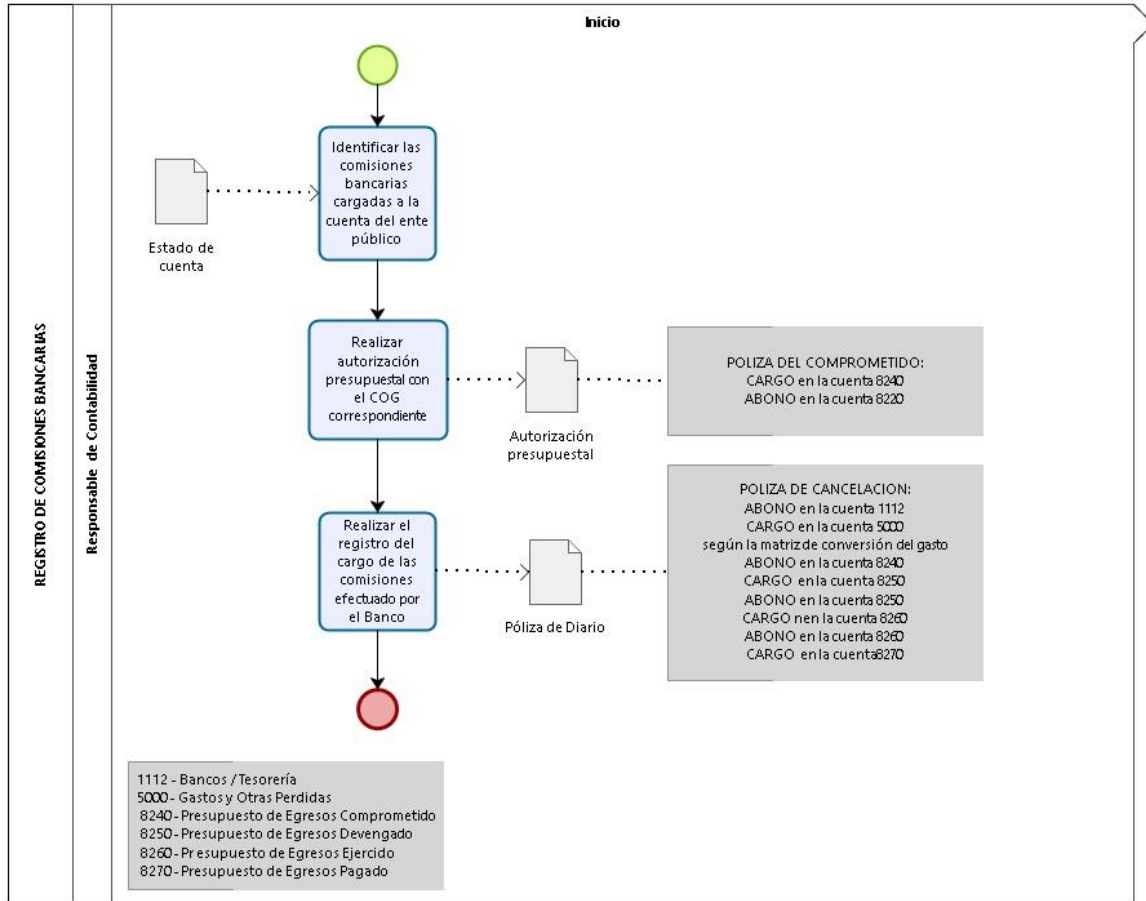 Inicio
REGISTRO DE COMISIONES BANCARIAS
Responsable de Contabilidad
Identificar las
comisiones
bancarias
cargadas a la
cuenta del ente
público
Estado de
cuenta
Realizar
autorización
presupuestal con
el COG
correspondiente
Autorización
presupuestal
POLIZA DEL COMPROMETIDO:
CARGO en la cuenta 8240
ABONO en la cuenta 8220
Realizar el
registro del
cargo de las
comisiones
efectuado por
el Banco
Póliza de Diario
POLIZA DE CANCELACION:
ABONO en la cuenta 1112
CARGO en la cuenta 5000
según la matriz de conversión del gasto
ABONO en la cuenta 8240
CARGO en la cuenta 8250
ABONO en la cuenta 8250
CARGO nen la cuenta 8260
ABONO en la cuenta 8260
CARGO en la cuenta8270
1112 - Bancos / Tesorería
5000 - Gastos y Otras Perdidas
8240 - Presupuesto de Egresos Comprometido
8250 - Presupuesto de Egresos Devengado
8260 - Presupuesto de Egresos Ejercido
8270 - Presupuesto de Egresos Pagado